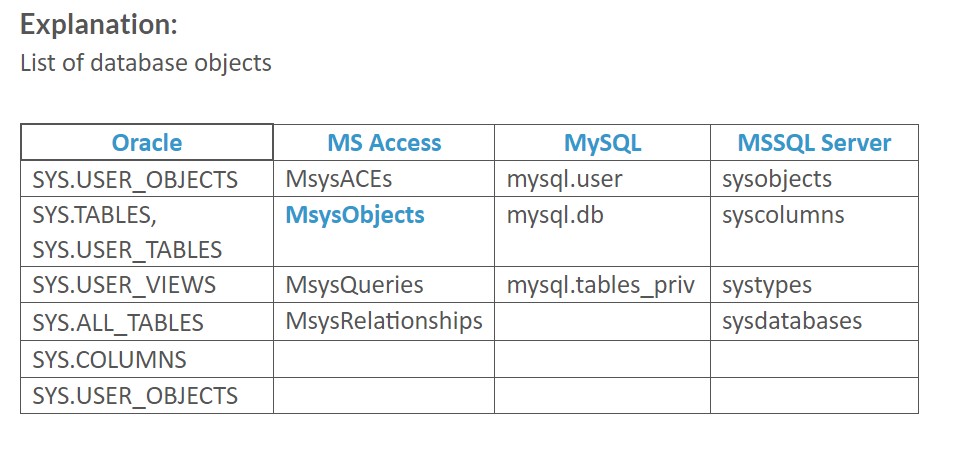 Explanation:
List of database objects
Oracle MS Access MySQL MSSQL Server
SYS.USER_OBJECTS MsysACEs mysql.user sysobjects
SYS.TABLES, MsysObjects mysql.db syscolumns
SYS.USER_TABLES
SYS.USER_VIEWS MsysQueries mysql.tables_priv systypes
SYS.ALL_TABLES MsysRelationships sysdatabases
SYS.COLUMNS
SYS.USER_OBJECTS